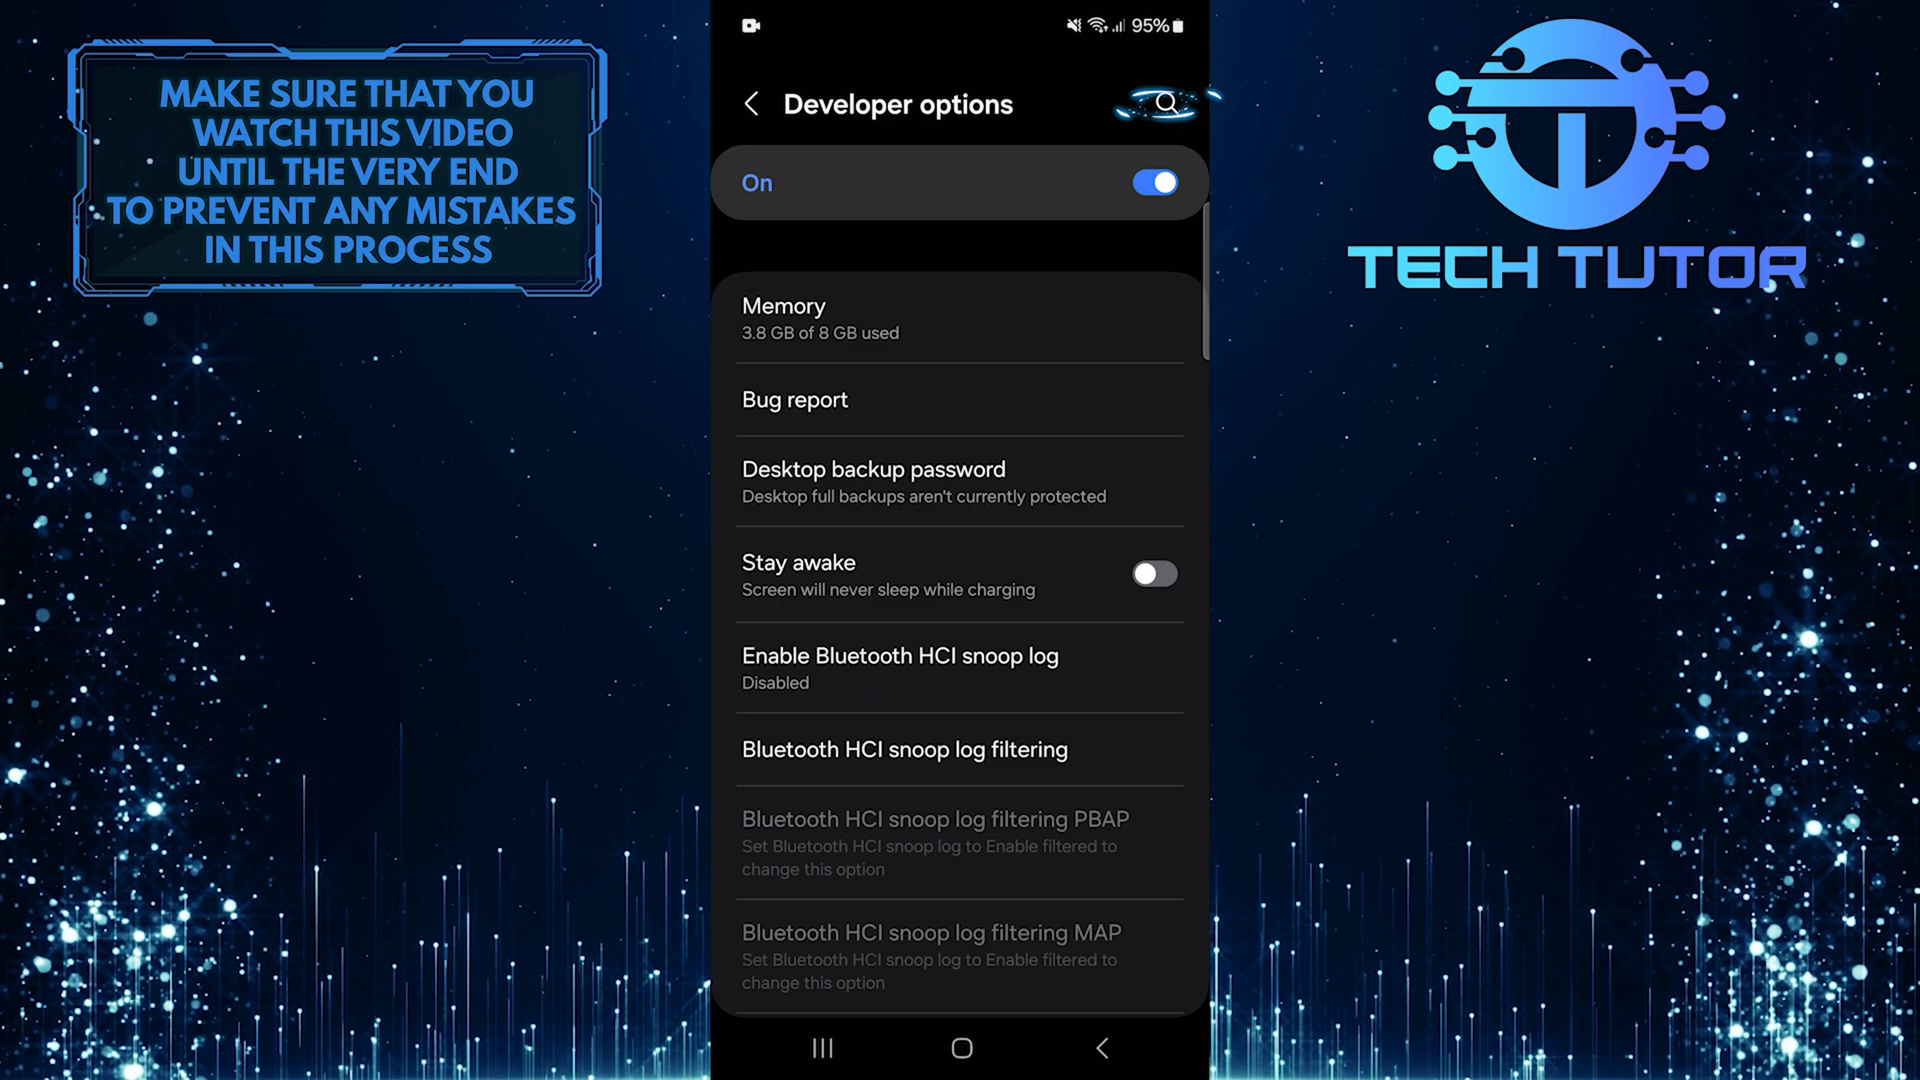 MAKE SURE THAT YOU
WATCH THIS VIDEO
UNTIL THE VERY END
TO PREVENT ANY MISTAKES
IN THIS PROCESS
95%
Developer options
On
Memory
3.8 GB of 8 GB used
Bug report
Desktop backup password
Desktop full backups aren't currently protected
Stay awake
Screen will never sleep while charging
Enable Bluetooth HCI snoop log
Disabled
Bluetooth HCI snoop log filtering
Bluetooth HCI snoop log filtering PBAP
Set Bluetooth HCI snoop log to Enable filtered to
change this option
Bluetooth HCI snoop log filtering MAP
Set Bluetooth HCI snoop log to Enable filtered to
change this option
TECH TUTOR